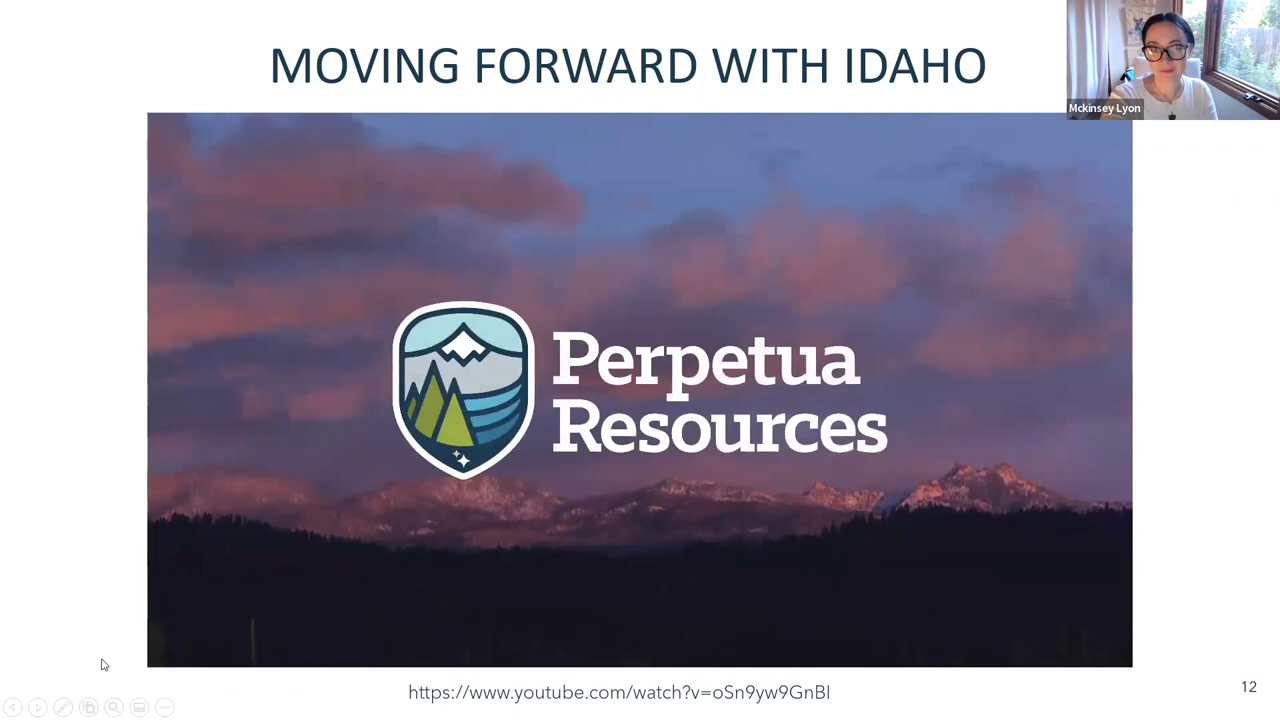 MOVING FORWARD WITH IDAHO
Mckinsey Lyon
Perpetua
Resources
https://www.youtube.com/watch?v=oSn9yw9GnBI
12